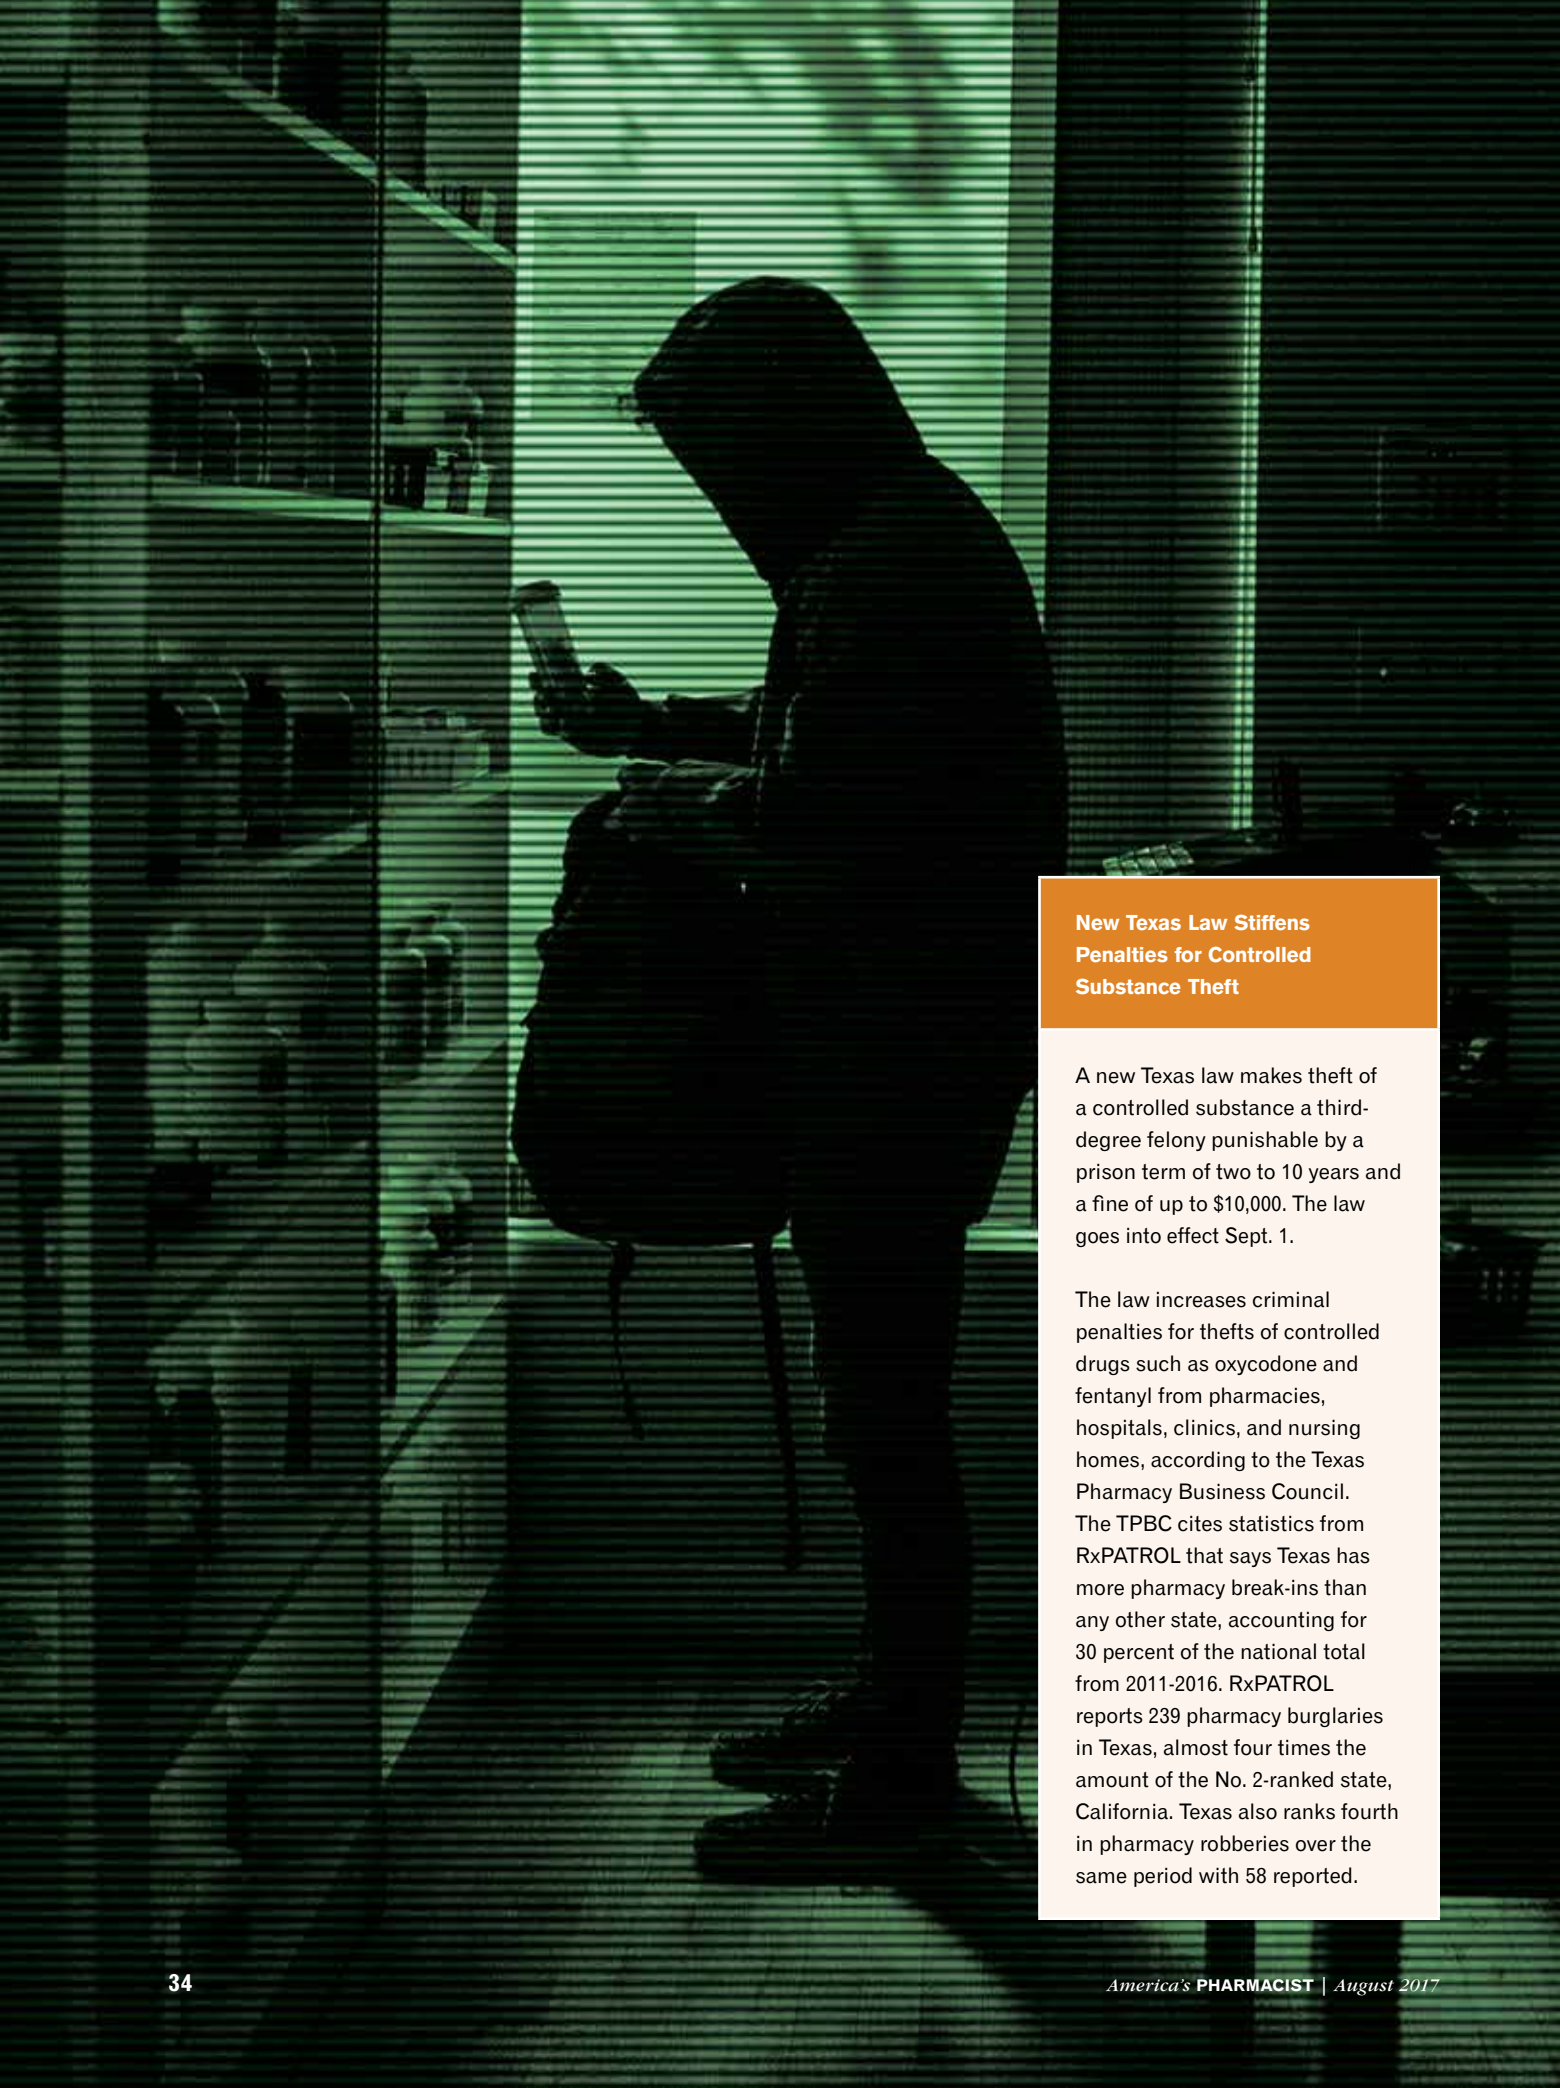 New Texas Law Stiffens
Penalties for Controlled
Substance Theft
A new Texas law makes theft of
a controlled substance a third-
degree felony punishable by a
prison term of two to 10 years and
a fine of up to $10,000. The law
goes into effect Sept. 1.
The law increases criminal
penalties for thefts of controlled
drugs such as oxycodone and
fentanyl from pharmacies,
hospitals, clinics, and nursing
homes, according to the Texas
Pharmacy Business Council.
The TPBC cites statistics from
RxPATROL that says Texas has
more pharmacy break-ins than
any other state, accounting for
30 percent of the national total
from 2011-2016. RxPATROL
reports 239 pharmacy burglaries
in Texas, almost four times the
amount of the No. 2-ranked state,
California. Texas also ranks fourth
in pharmacy robberies over the
same period with 58 reported.
34
America's PHARMACIST | August 2017